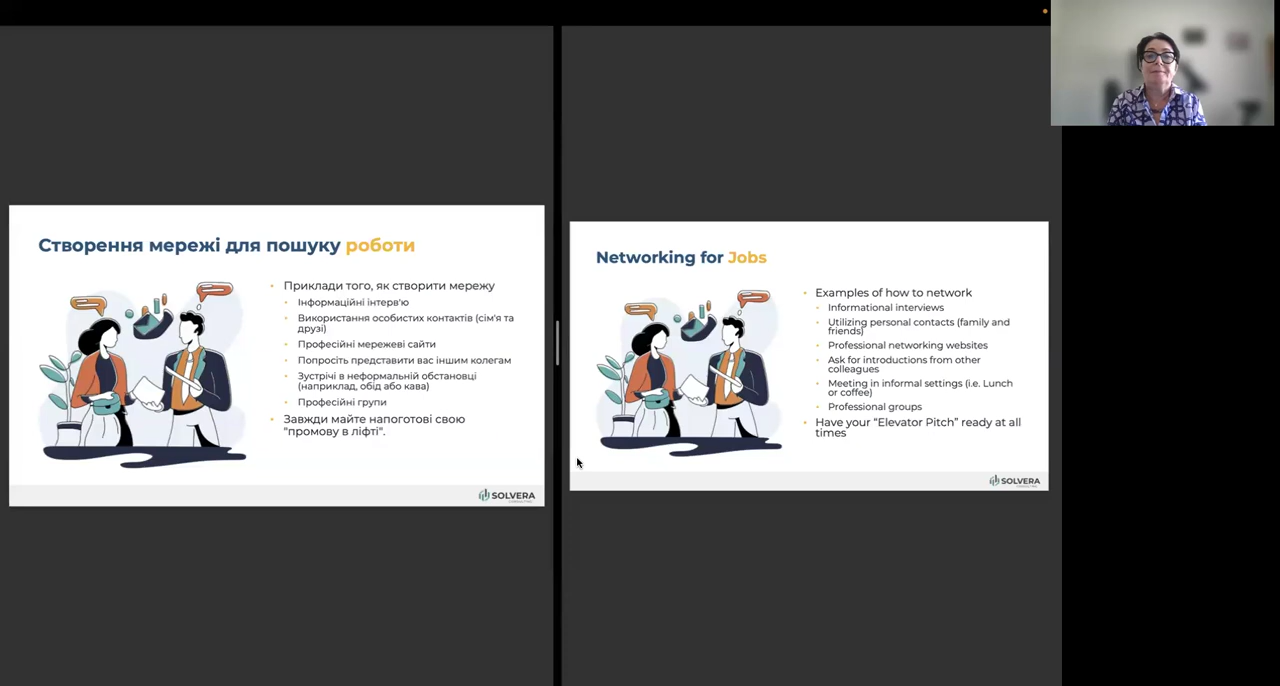 Створення мережі для пошуку роботи
Приклади того, як створити мережу
Інформаційні інтерв'ю
Використання особистих контактів (сім'я та
друзі)
Професійні мережеві сайти
Попросіть представити вас іншим колегам
Зустрічі в неформальній обстановці
(наприклад, обід або кава)
Професійні групи
Завжди майте напоготові свою
"промову в ліфті".
SOLVERA
Networking for Jobs
Examples of how to network
Informational interviews
Utilizing personal contacts (family and
friends)
Professional networking websites
Ask for introductions from other
colleagues
Meeting in informal settings (i.e. Lunch
or coffee)
Professional groups
Have your “Elevator Pitch” ready at all
times
SOLVERA